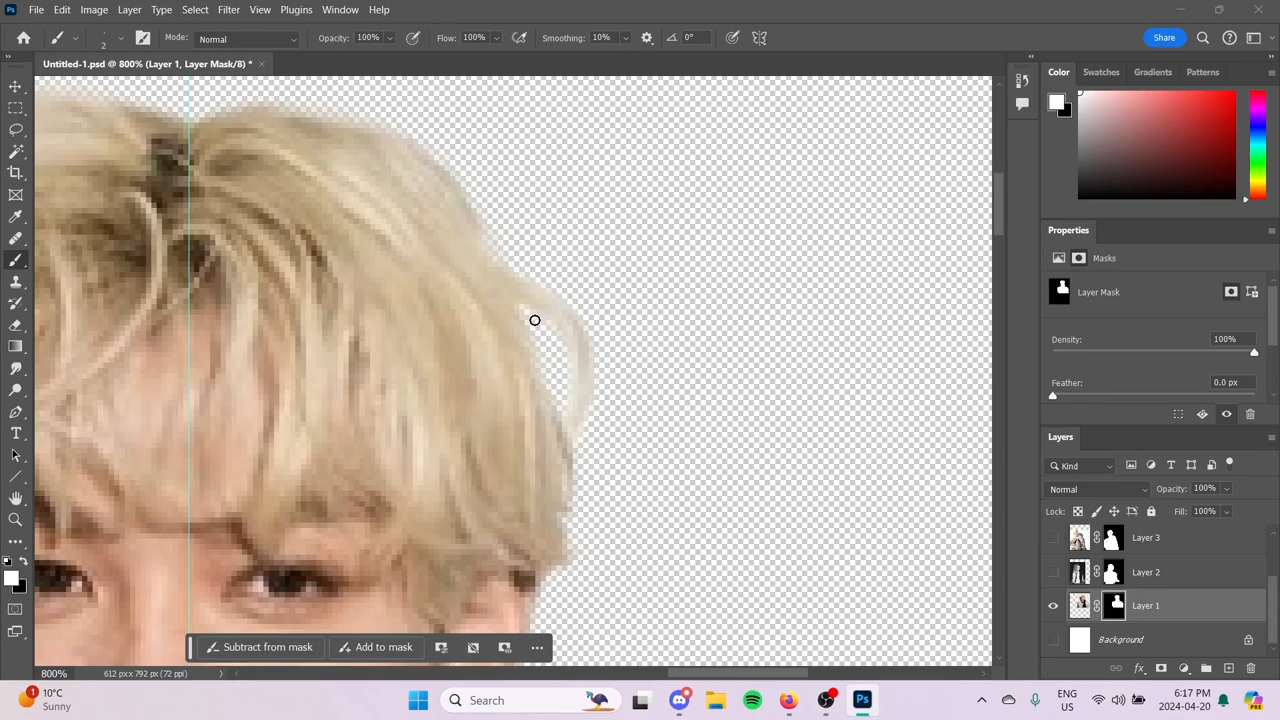 File Edit Image Layer Type Select Filter View Plugins Window Help
2 Mode: Normal Opacity: 100% Flow: 100% Smoothing: 10% 0° Share
Untitled-1.psd @ 800% (Layer 1, Layer Mask/8) *
Color Swatches Gradients Patterns
Properties
Masks
Layer Mask
Density: 100%
Feather: 0.0 px
Layers
Kind
Normal Opacity: 100%
Lock: Fill: 100%
Layer 3
Layer 2
Layer 1
Background
Subtract from mask Add to mask
800% 612 px x 792 px (72 ppi)
1 10°C
Sunny
Search
Ps
ENG
US
6:17 PM
2024-04-20
PRE